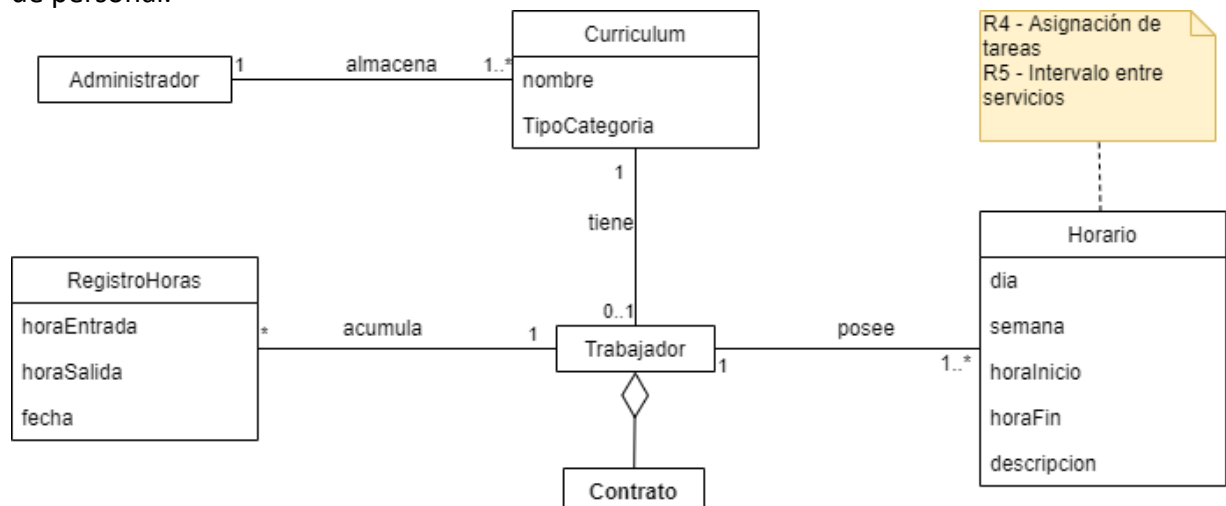 de personal.
Curriculum
nombre
TipoCategoria
R4 - Asignación de
tareas
R5 - Intervalo entre
servicios
Administrador
1
almacena
1..*
1
tiene
0..1
RegistroHoras
horaEntrada
horaSalida
fecha
*
acumula
1
Trabajador
1
posee
1..*
Horario
dia
semana
horaInicio
horaFin
descripcion
Contrato